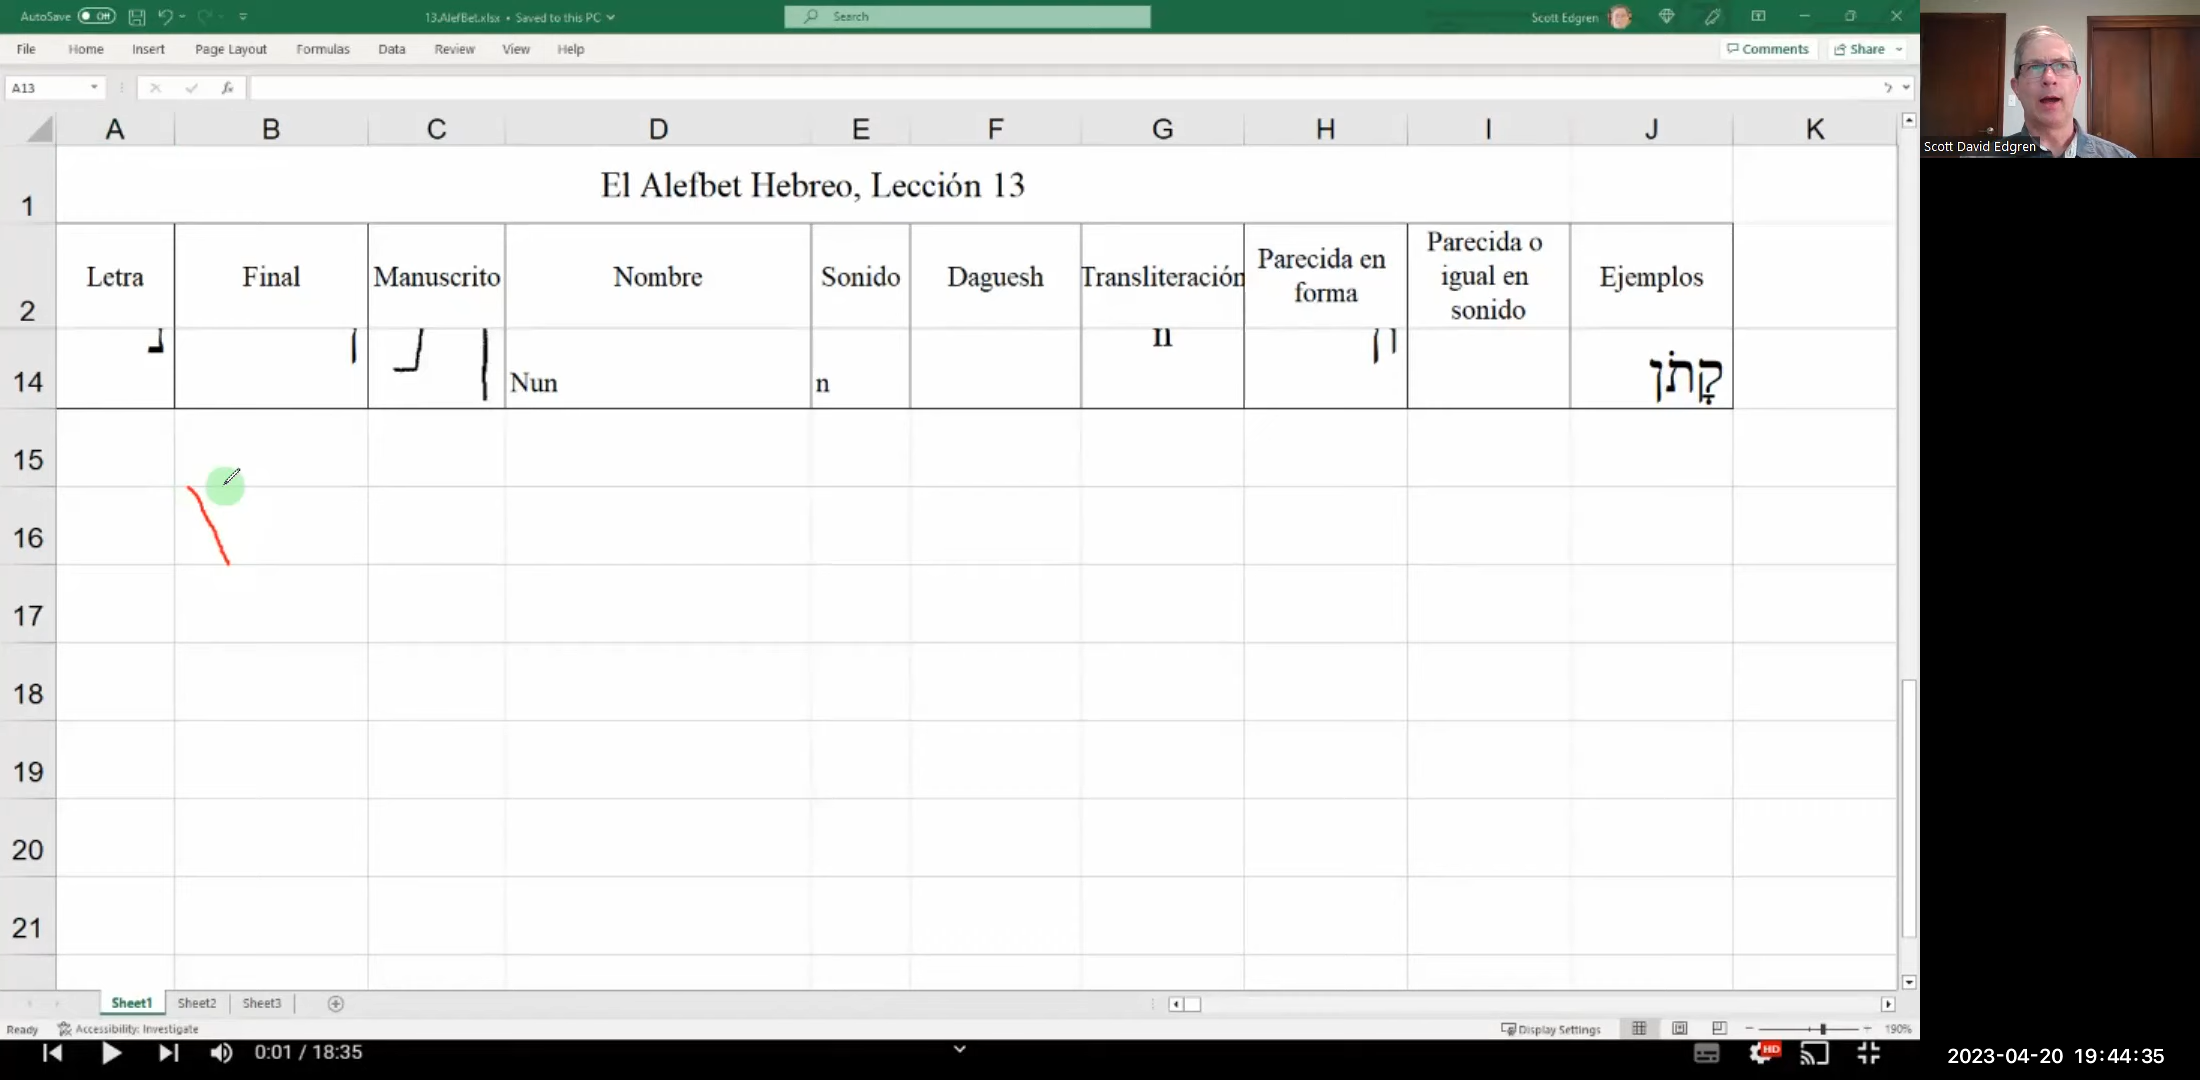 AutoSave Off 13.AlefBet.xlsx • Saved to this PC Search Scott Edgren
File Home Insert Page Layout Formulas Data Review View Help Comments Share
A13 fx
A B C D E F G H I J K
1 El Alefbet Hebreo, Lección 13
2 Letra Final Manuscrito Nombre Sonido Daguesh Transliteración Parecida en forma Parecida o igual en sonido Ejemplos
14 נ ן Nun n n קָתֹן
15
16
17
18
19
20
21
Sheet1 Sheet2 Sheet3
Ready Accessibility: Investigate Display Settings 190%
0:01 / 18:35 HD
Scott David Edgren
2023-04-20 19:44:35